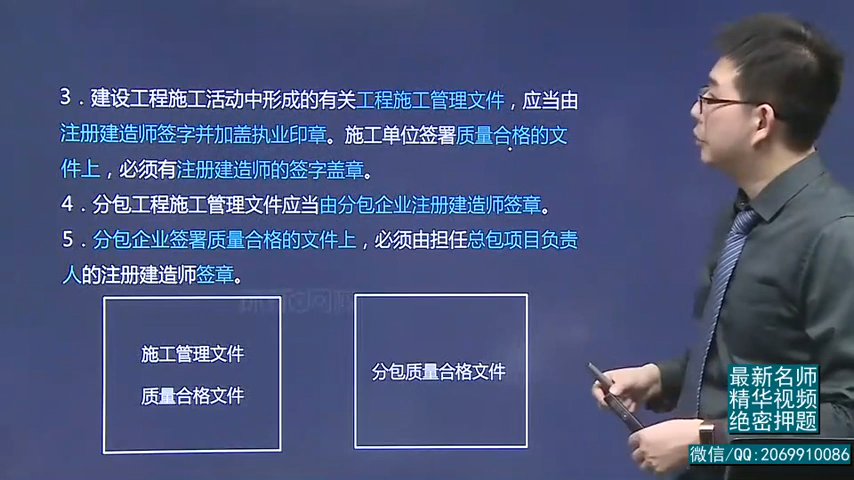 3．建设工程施工活动中形成的有关工程施工管理文件，应当由
注册建造师签字并加盖执业印章。施工单位签署质量合格的文
件上，必须有注册建造师的签字盖章。
4．分包工程施工管理文件应当由分包企业注册建造师签章。
5．分包企业签署质量合格的文件上，必须由担任总包项目负责
人的注册建造师签章。
施工管理文件
质量合格文件
分包质量合格文件
最新名师
精华视频
绝密押题
微信/QQ:2069910086